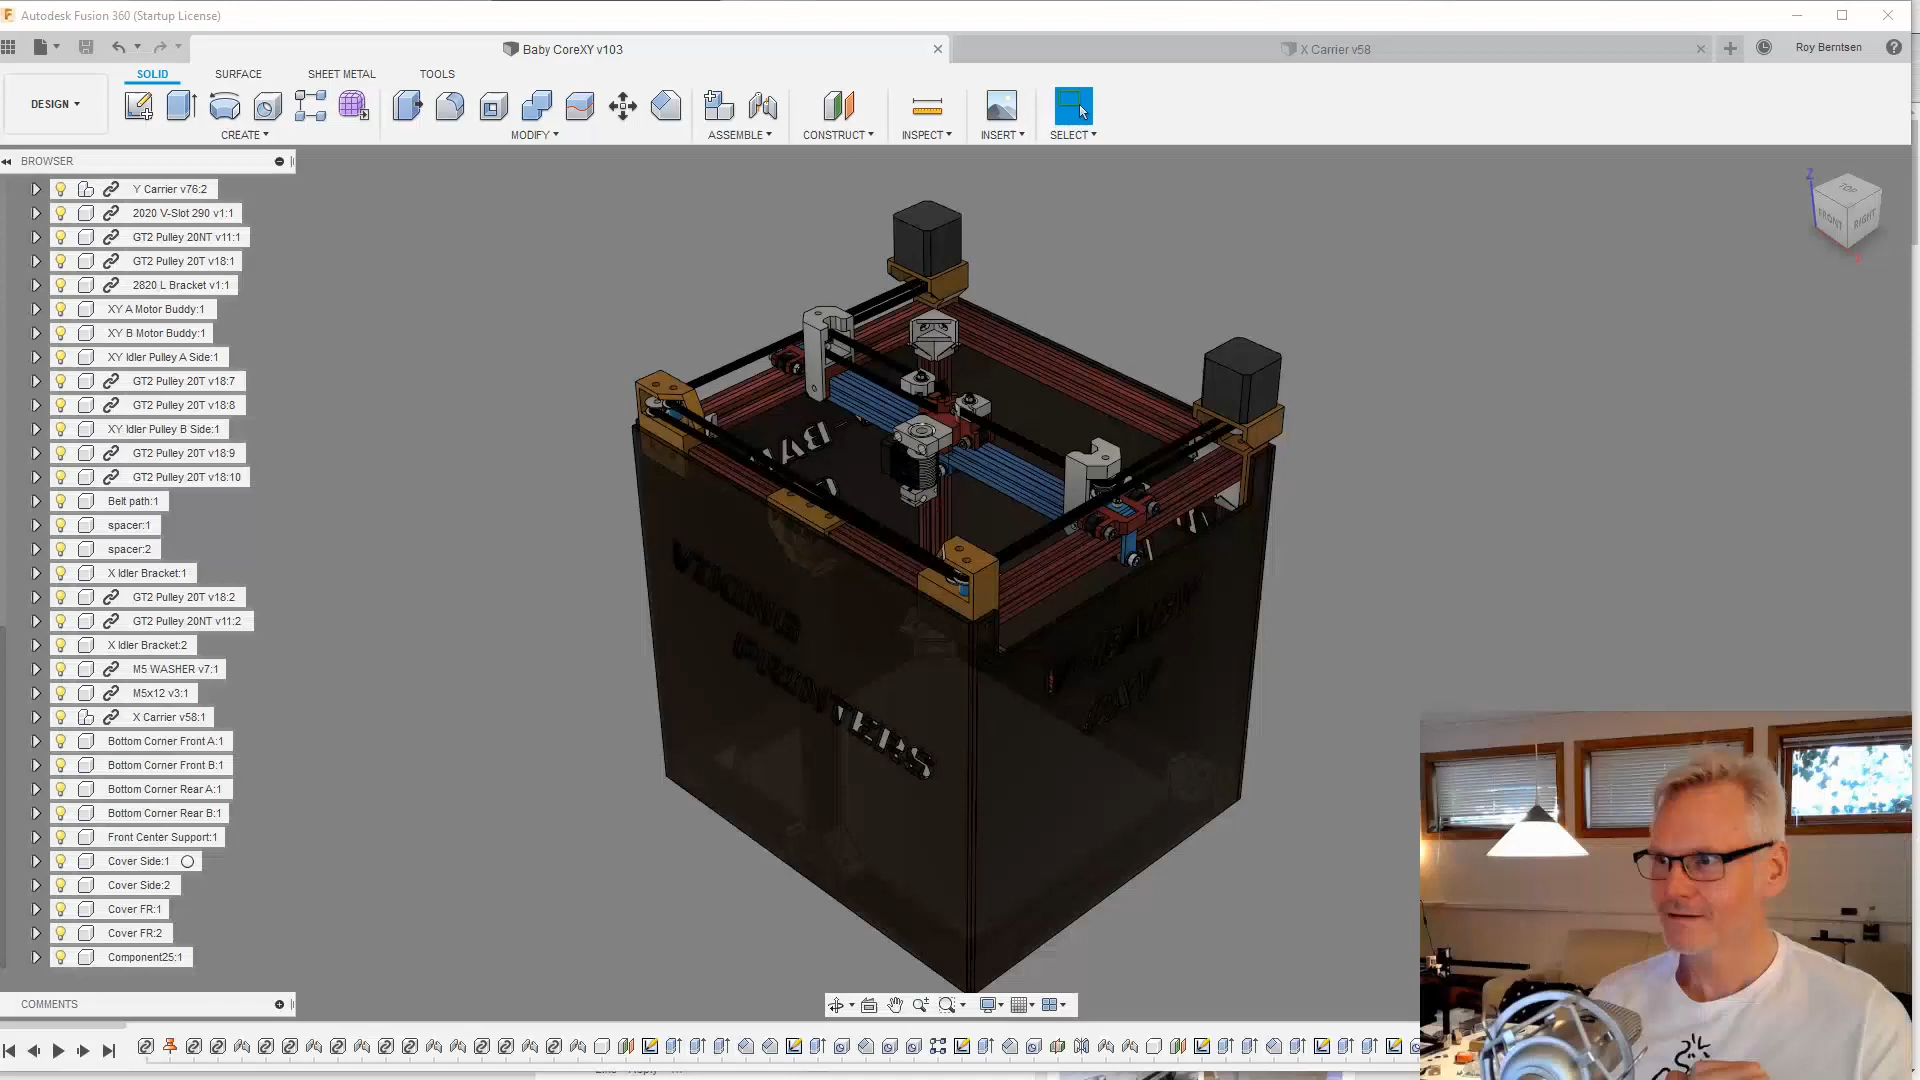 Autodesk Fusion 360 (Startup License)
Baby CoreXY v103
X Carrier v58
Roy Berntsen
DESIGN
SOLID
SURFACE
SHEET METAL
TOOLS
CREATE
MODIFY
ASSEMBLE
CONSTRUCT
INSPECT
INSERT
SELECT
BROWSER
Y Carrier v76:2
2020 V-Slot 290 v1:1
GT2 Pulley 20NT v11:1
GT2 Pulley 20T v18:1
2820 L Bracket v1:1
XY A Motor Buddy:1
XY B Motor Buddy:1
XY Idler Pulley A Side:1
GT2 Pulley 20T v18:7
GT2 Pulley 20T v18:8
XY Idler Pulley B Side:1
GT2 Pulley 20T v18:9
GT2 Pulley 20T v18:10
Belt path:1
spacer:1
spacer:2
X Idler Bracket:1
GT2 Pulley 20T v18:2
GT2 Pulley 20NT v11:2
X Idler Bracket:2
M5 WASHER v7:1
M5x12 v3:1
X Carrier v58:1
Bottom Corner Front A:1
Bottom Corner Front B:1
Bottom Corner Rear A:1
Bottom Corner Rear B:1
Front Center Support:1
Cover Side:1
Cover Side:2
Cover FR:1
Cover FR:2
Component25:1
COMMENTS
Z
TOP
FRONT
RIGHT
VIKING
PRINTERS